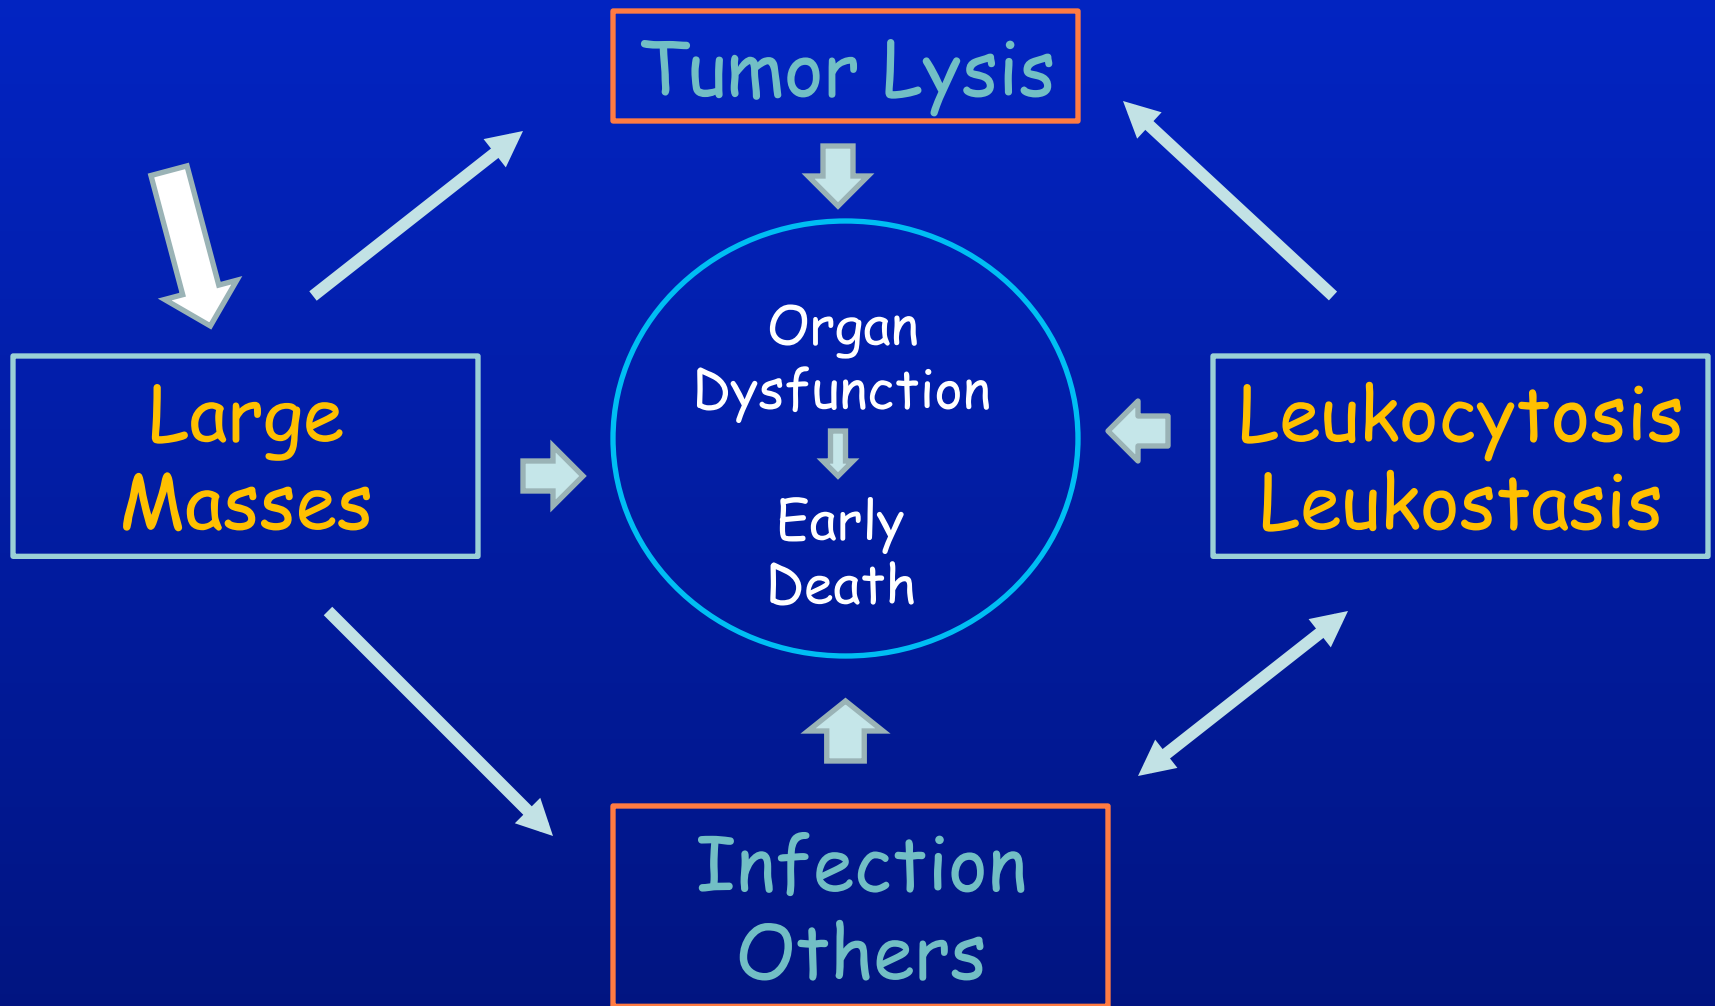 Tumor Lysis
Organ
Dysfunction
Early
Death
Large
Masses
Leukocytosis
Leukostasis
Infection
Others